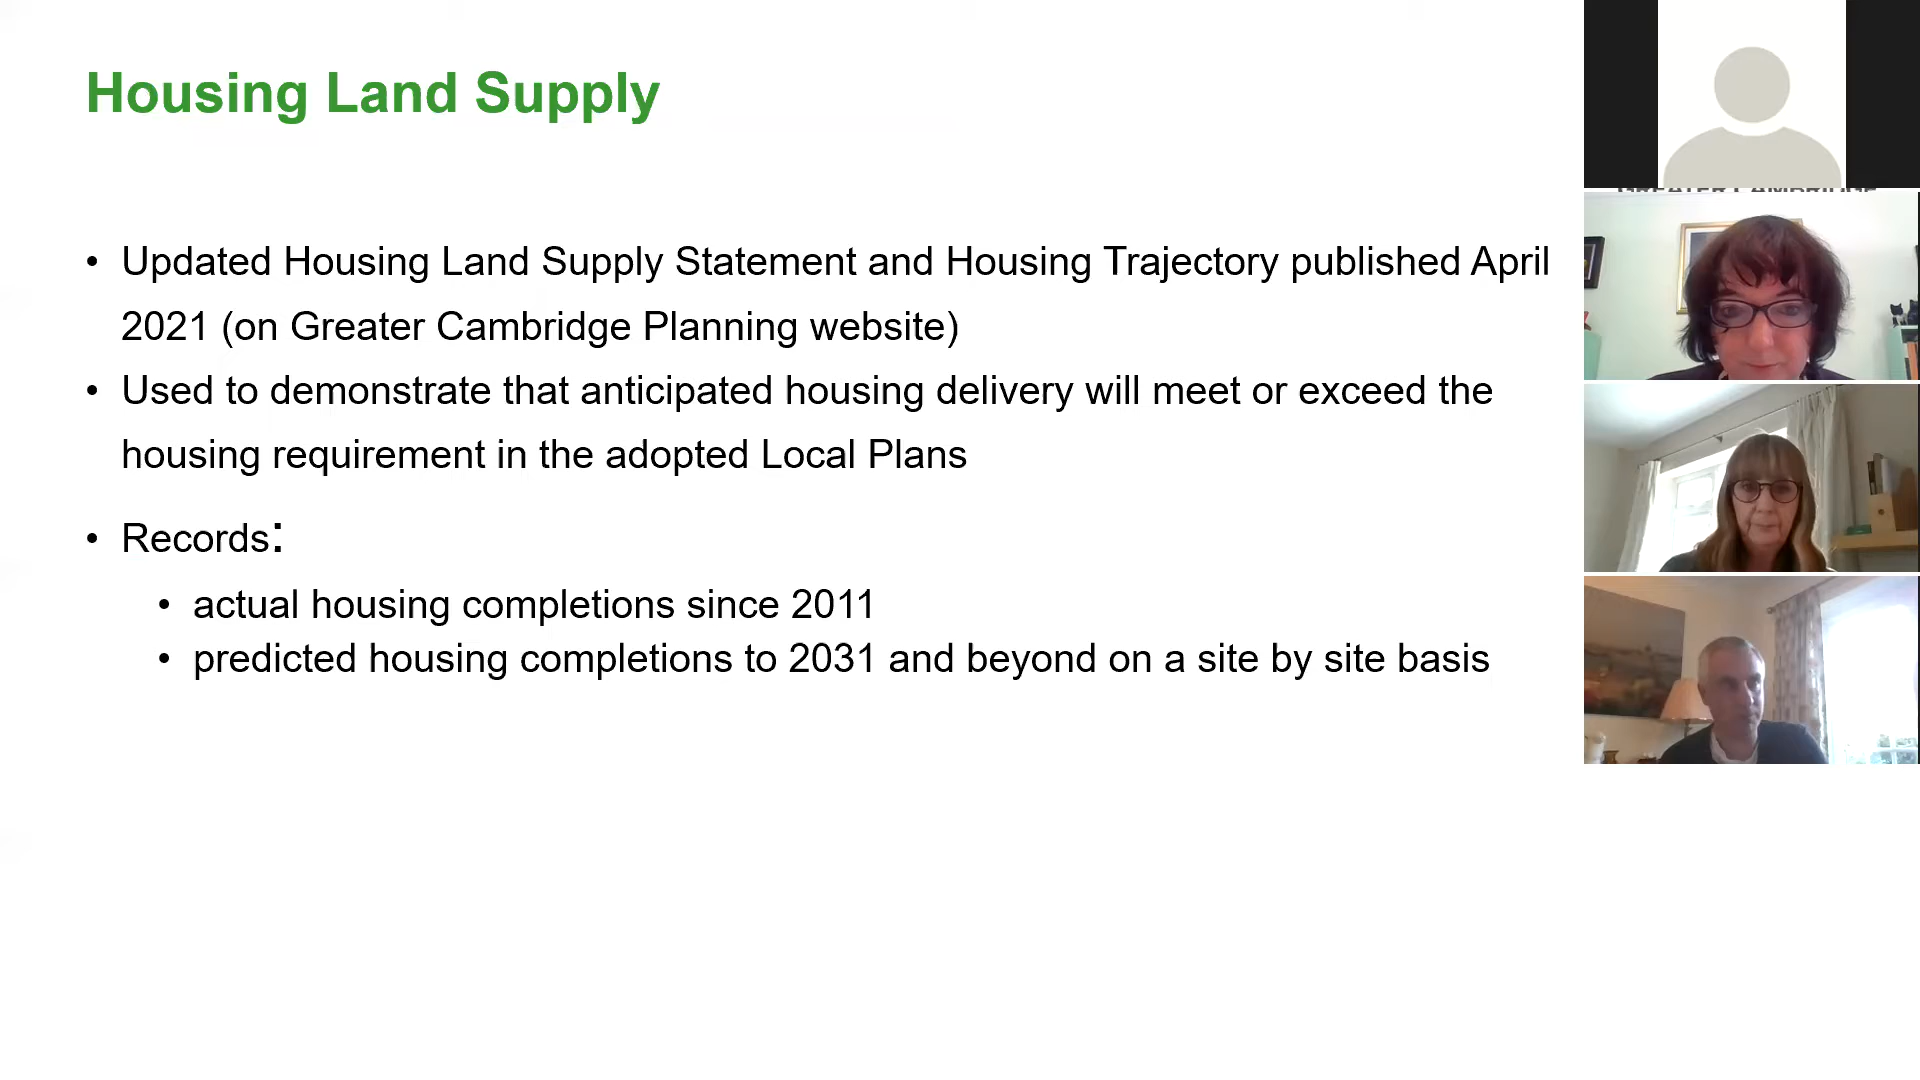 Housing Land Supply
• Updated Housing Land Supply Statement and Housing Trajectory published April
2021 (on Greater Cambridge Planning website)
• Used to demonstrate that anticipated housing delivery will meet or exceed the
housing requirement in the adopted Local Plans
• Records:
• actual housing completions since 2011
• predicted housing completions to 2031 and beyond on a site by site basis
GREATER CAMBRIDGE